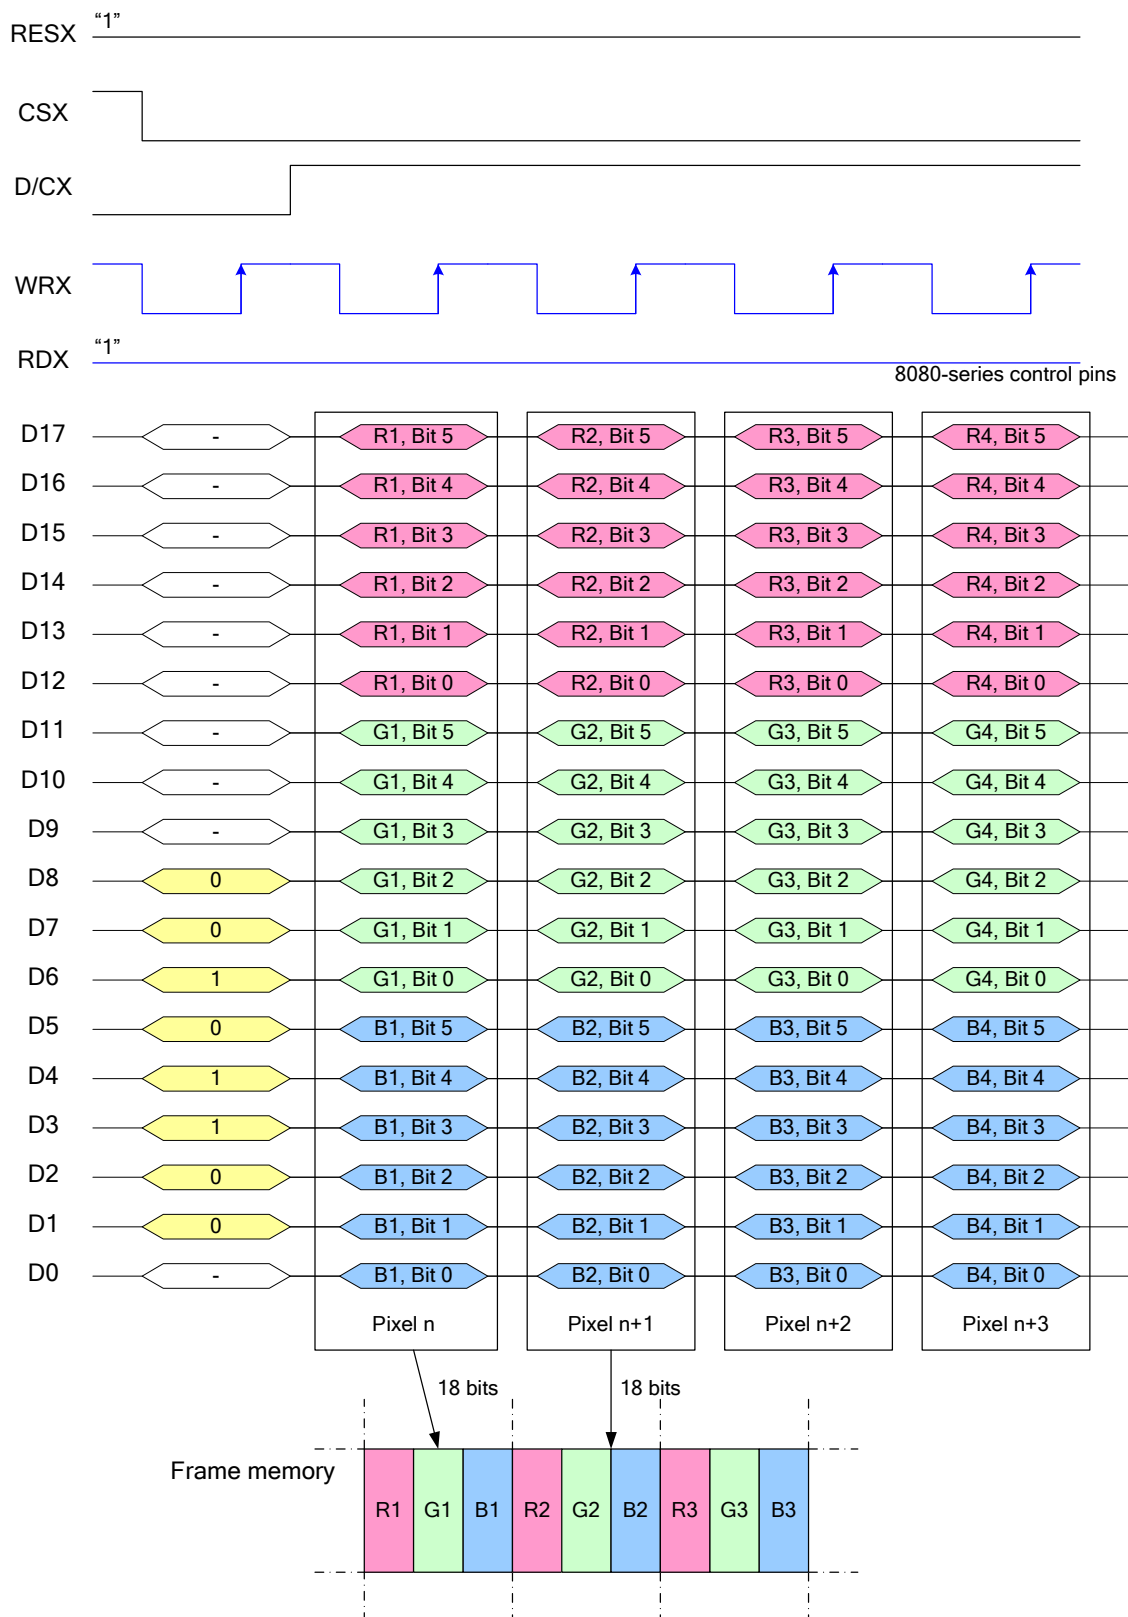 RESX “1”
CSX
D/CX
WRX
RDX “1”
8080-series control pins
D17 - R1, Bit 5 R2, Bit 5 R3, Bit 5 R4, Bit 5
D16 - R1, Bit 4 R2, Bit 4 R3, Bit 4 R4, Bit 4
D15 - R1, Bit 3 R2, Bit 3 R3, Bit 3 R4, Bit 3
D14 - R1, Bit 2 R2, Bit 2 R3, Bit 2 R4, Bit 2
D13 - R1, Bit 1 R2, Bit 1 R3, Bit 1 R4, Bit 1
D12 - R1, Bit 0 R2, Bit 0 R3, Bit 0 R4, Bit 0
D11 - G1, Bit 5 G2, Bit 5 G3, Bit 5 G4, Bit 5
D10 - G1, Bit 4 G2, Bit 4 G3, Bit 4 G4, Bit 4
D9 - G1, Bit 3 G2, Bit 3 G3, Bit 3 G4, Bit 3
D8 0 G1, Bit 2 G2, Bit 2 G3, Bit 2 G4, Bit 2
D7 0 G1, Bit 1 G2, Bit 1 G3, Bit 1 G4, Bit 1
D6 1 G1, Bit 0 G2, Bit 0 G3, Bit 0 G4, Bit 0
D5 0 B1, Bit 5 B2, Bit 5 B3, Bit 5 B4, Bit 5
D4 1 B1, Bit 4 B2, Bit 4 B3, Bit 4 B4, Bit 4
D3 1 B1, Bit 3 B2, Bit 3 B3, Bit 3 B4, Bit 3
D2 0 B1, Bit 2 B2, Bit 2 B3, Bit 2 B4, Bit 2
D1 0 B1, Bit 1 B2, Bit 1 B3, Bit 1 B4, Bit 1
D0 - B1, Bit 0 B2, Bit 0 B3, Bit 0 B4, Bit 0
Pixel n Pixel n+1 Pixel n+2 Pixel n+3
18 bits 18 bits
Frame memory
R1 G1 B1 R2 G2 B2 R3 G3 B3